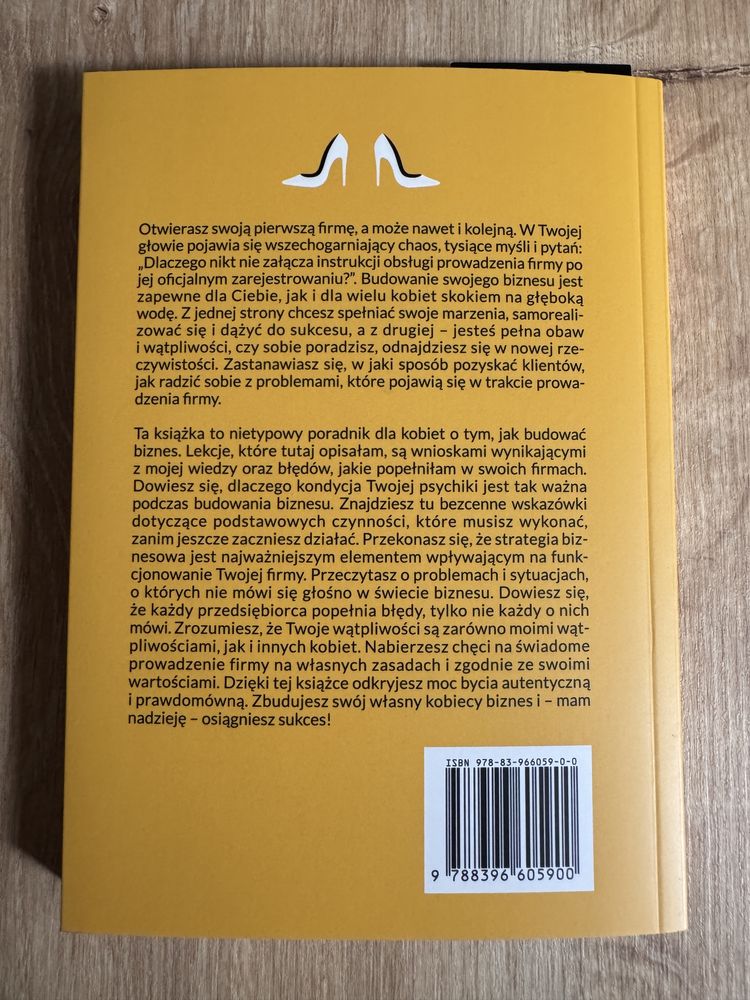 Otwierasz swoją pierwszą firmę, a może nawet i kolejną. W Twojej
głowie pojawia się wszechogarniający chaos, tysiące myśli i pytań:
„Dlaczego nikt nie załącza instrukcji obsługi prowadzenia firmy po
jej oficjalnym zarejestrowaniu?”. Budowanie swojego biznesu jest
zapewne dla Ciebie, jak i dla wielu kobiet skokiem na głęboką
wodę. Z jednej strony chcesz spełniać swoje marzenia, samoreali-
zować się i dążyć do sukcesu, a z drugiej – jesteś pełna obaw
i wątpliwości, czy sobie poradzisz, odnajdziesz się w nowej rze-
czywistości. Zastanawiasz się, w jaki sposób pozyskać klientów,
jak radzić sobie z problemami, które pojawią się w trakcie prowa-
dzenia firmy.
Ta książka to nietypowy poradnik dla kobiet o tym, jak budować
biznes. Lekcje, które tutaj opisałam, są wnioskami wynikającymi
z mojej wiedzy oraz błędów, jakie popełniłam w swoich firmach.
Dowiesz się, dlaczego kondycja Twojej psychiki jest tak ważna
podczas budowania biznesu. Znajdziesz tu bezcenne wskazówki
dotyczące podstawowych czynności, które musisz wykonać,
zanim jeszcze zaczniesz działać. Przekonasz się, że strategia biz-
nesowa jest najważniejszym elementem wpływającym na funk-
cjonowanie Twojej firmy. Przeczytasz o problemach i sytuacjach,
o których nie mówi się głośno w świecie biznesu. Dowiesz się,
że każdy przedsiębiorca popełnia błędy, tylko nie każdy o nich
mówi. Zrozumiesz, że Twoje wątpliwości są zarówno moimi wąt-
pliwościami, jak i innych kobiet. Nabierzesz chęci na świadome
prowadzenie firmy na własnych zasadach i zgodnie ze swoimi
wartościami. Dzięki tej książce odkryjesz moc bycia autentyczną
i prawdomówną. Zbudujesz swój własny kobiecy biznes i – mam
nadzieję – osiągniesz sukces!
ISBN 978-83-966059-0-0
9 788396 605900